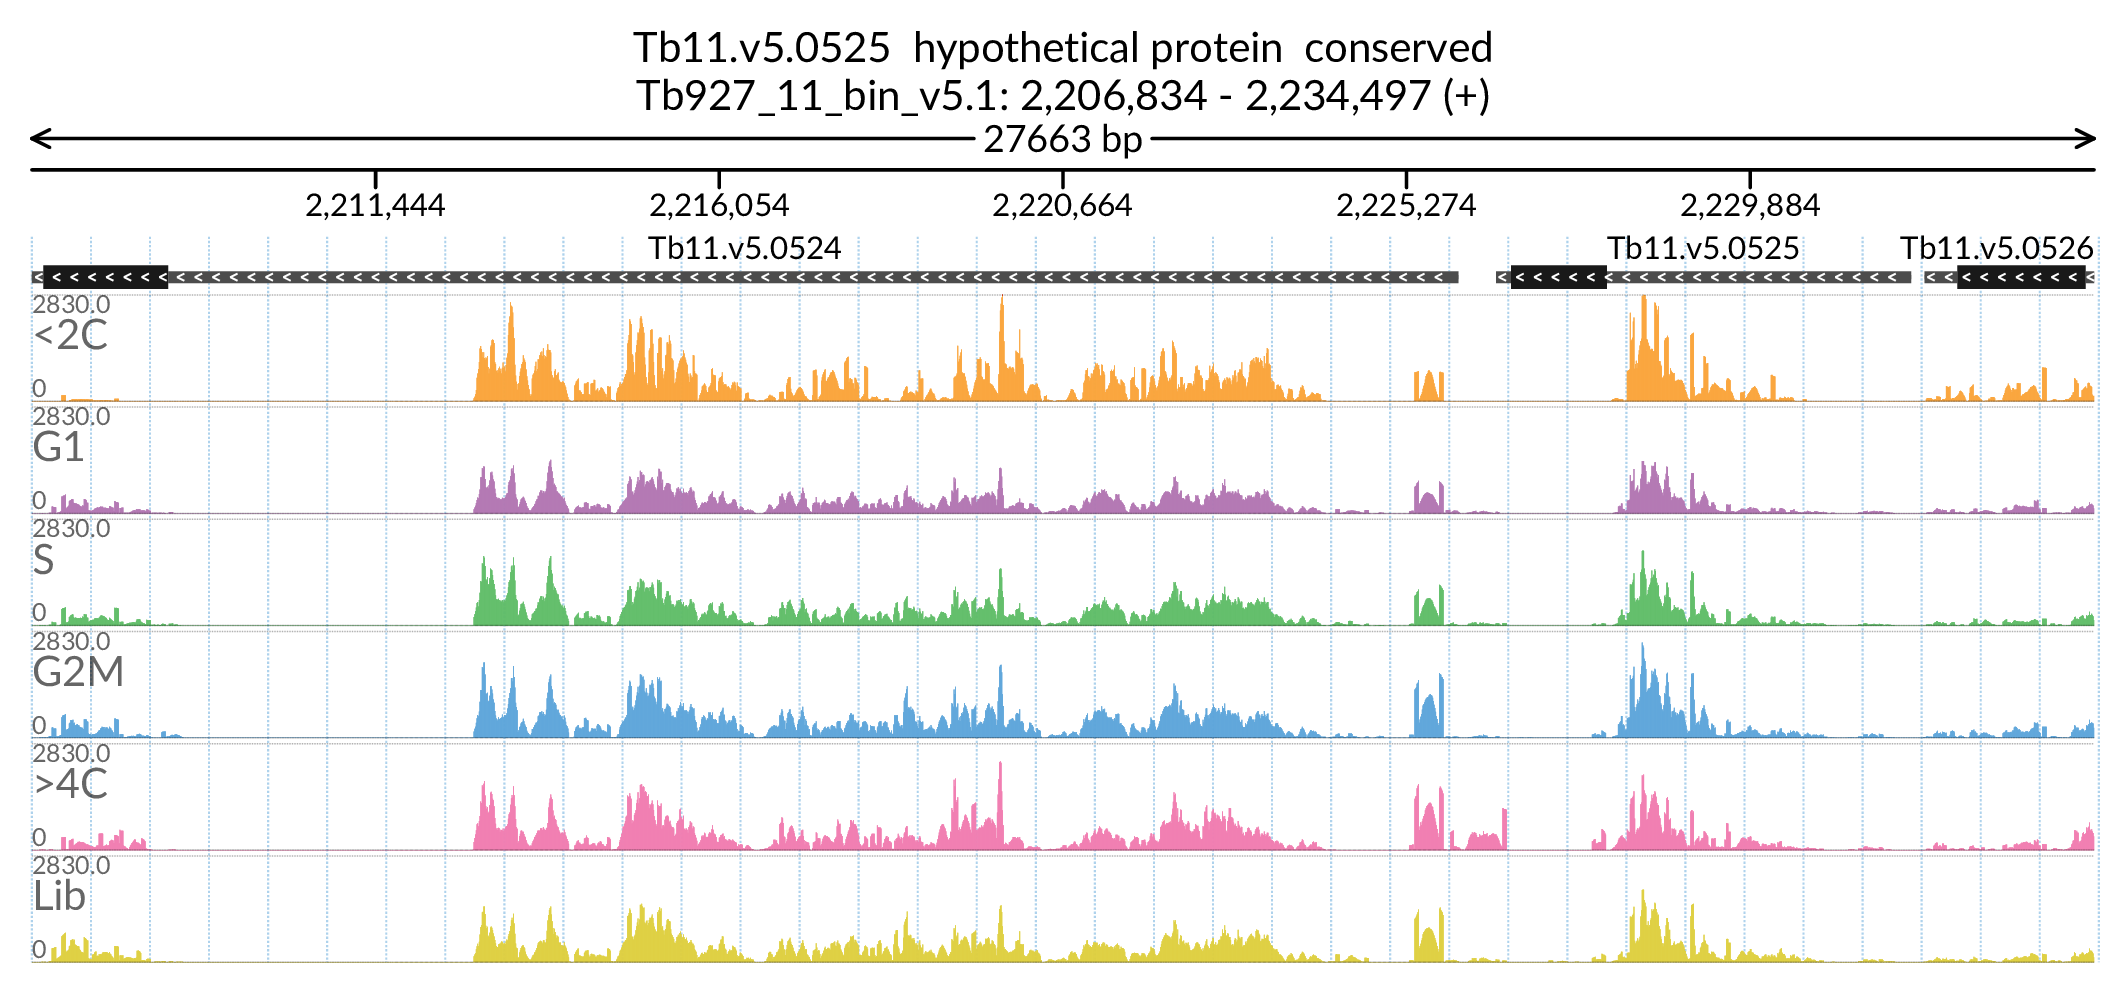 Tb11.v5.0525  hypothetical protein  conserved
Tb927_11_bin_v5.1: 2,206,834 - 2,234,497 (+)
27663 bp
2,211,444 2,216,054 2,220,664 2,225,274 2,229,884
Tb11.v5.0524 Tb11.v5.0525 Tb11.v5.0526
2830.0
<2C
0
2830.0
G1
0
2830.0
S
0
2830.0
G2M
0
2830.0
>4C
0
2830.0
Lib
0